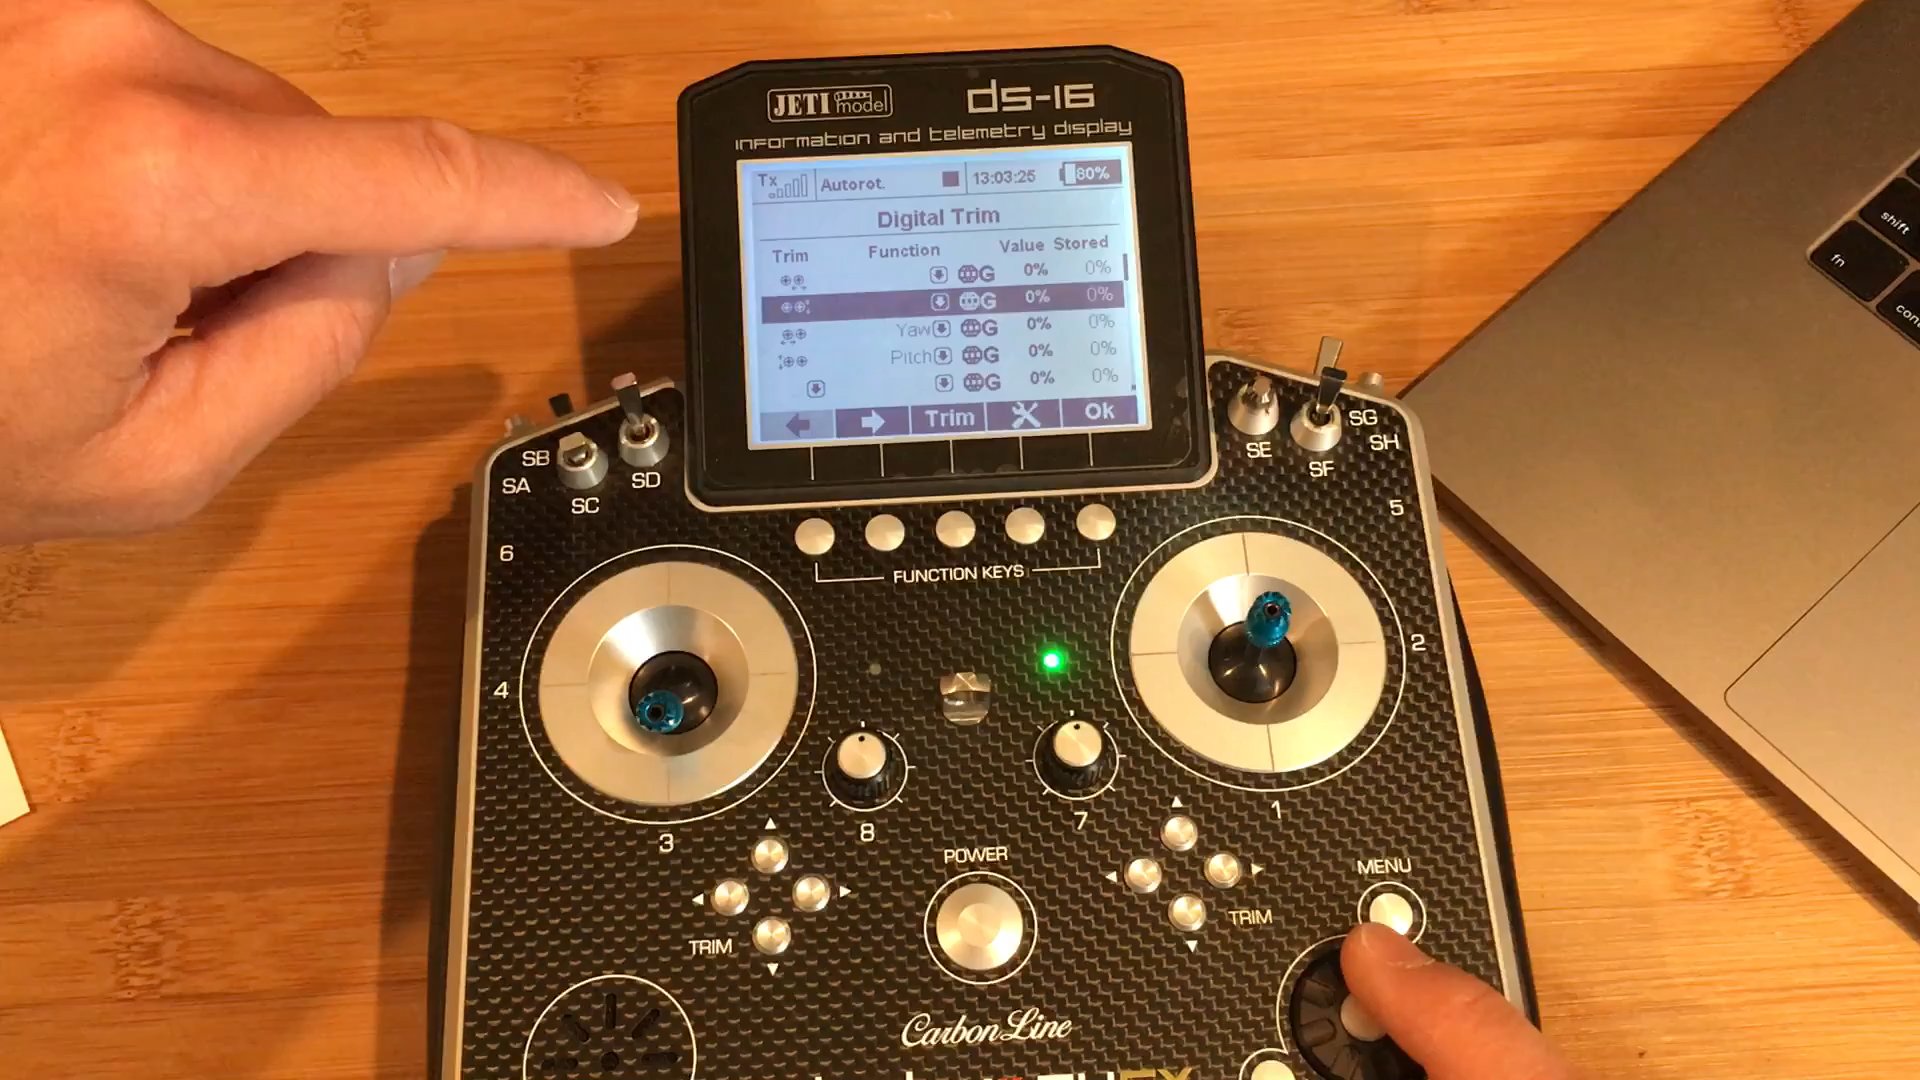 JETI model
ds-16
information and telemetry display
Tx Autorot. 13:03:25 80%
Digital Trim
Trim Function Value Stored
G 0% 0%
G 0% 0%
Yaw G 0% 0%
Pitch G 0% 0%
G 0% 0%
Trim Ok
SB
SA
SC
SD
SE
SF
SG
SH
6
5
FUNCTION KEYS
4
2
3
8
7
1
POWER
MENU
TRIM
TRIM
Carbon Line
shift
fn